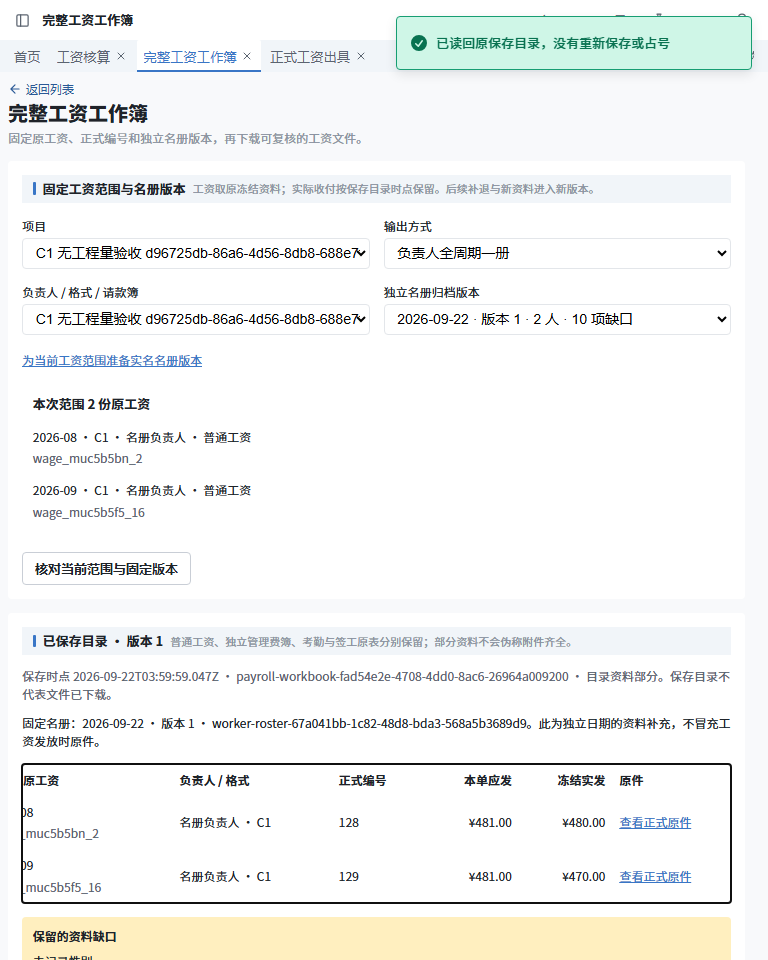 完整工资工作簿
已读回原保存目录，没有重新保存或占号
首页 工资核算 × 完整工资工作簿 × 正式工资出具 ×
← 返回列表
完整工资工作簿
固定原工资、正式编号和独立名册版本，再下载可复核的工资文件。
固定工资范围与名册版本 工资取原冻结资料；实际收付按保存目录时点保留。后续补退与新资料进入新版本。
项目 输出方式
C1 无工程量验收 d96725db-86a6-4d56-8db8-688e7 负责人全周期一册
负责人 / 格式 / 请款簿 独立名册归档版本
C1 无工程量验收 d96725db-86a6-4d56-8db8-688e7 2026-09-22 · 版本 1 · 2 人 · 10 项缺口
为当前工资范围准备实名名册版本
本次范围 2 份原工资
2026-08 · C1 · 名册负责人 · 普通工资
wage_muc5b5bn_2
2026-09 · C1 · 名册负责人 · 普通工资
wage_muc5b5f5_16
核对当前范围与固定版本
已保存目录 · 版本 1 普通工资、独立管理费簿、考勤与签工原表分别保留；部分资料不会伪称附件齐全。
保存时点 2026-09-22T03:59:59.047Z · payroll-workbook-fad54e2e-4708-4dd0-8ac6-26964a009200 · 目录资料部分。保存目录不
代表文件已下载。
固定名册：2026-09-22 · 版本 1 · worker-roster-67a041bb-1c82-48d8-bda3-568a5b3689d9。此为独立日期的资料补充，不冒充工
资发放时原件。
原工资 负责人 / 格式 正式编号 本单应发 冻结实发 原件
08
_muc5b5bn_2 名册负责人 · C1 128 ¥481.00 ¥480.00 查看正式原件
09
_muc5b5f5_16 名册负责人 · C1 129 ¥481.00 ¥470.00 查看正式原件
保留的资料缺口